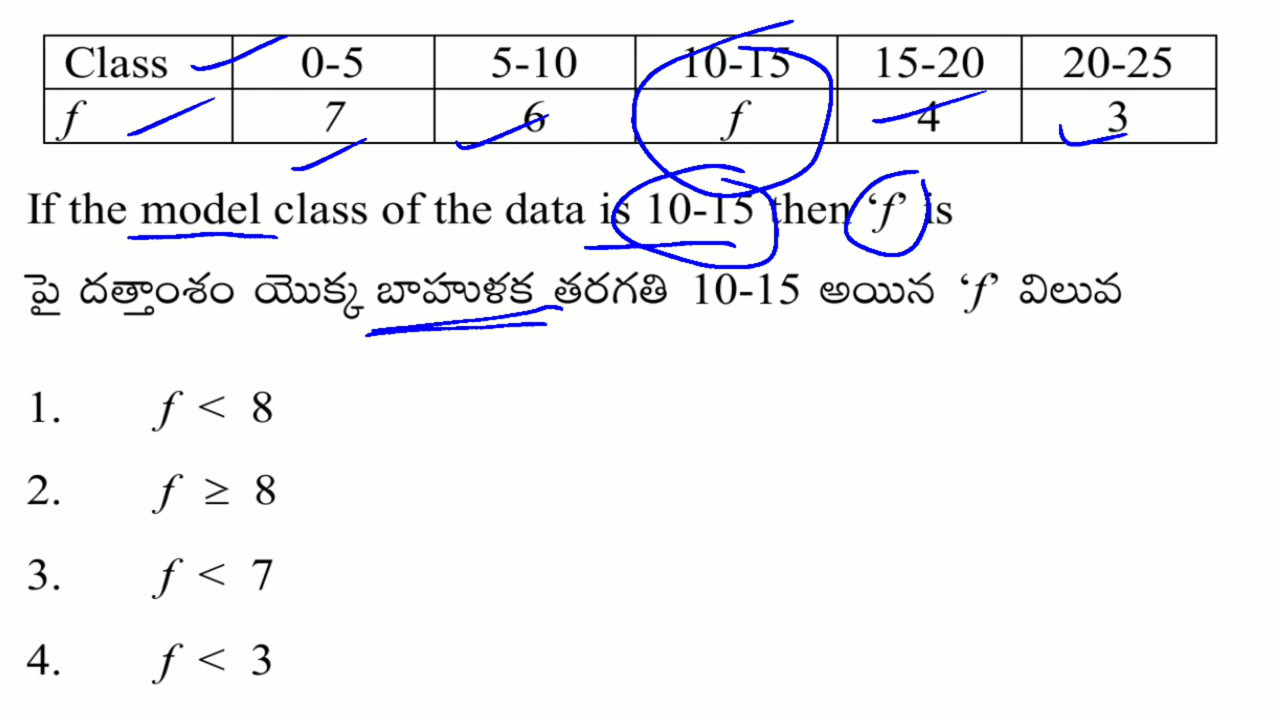 Class 0-5 5-10 10-15 15-20 20-25
f 7 6 f 4 3
If the model class of the data is 10-15 then ‘f’ is
పై దత్తాంశం యొక్క బాహుళక తరగతి 10-15 అయిన ‘f’ విలువ
1. f < 8
2. f ≥ 8
3. f < 7
4. f < 3